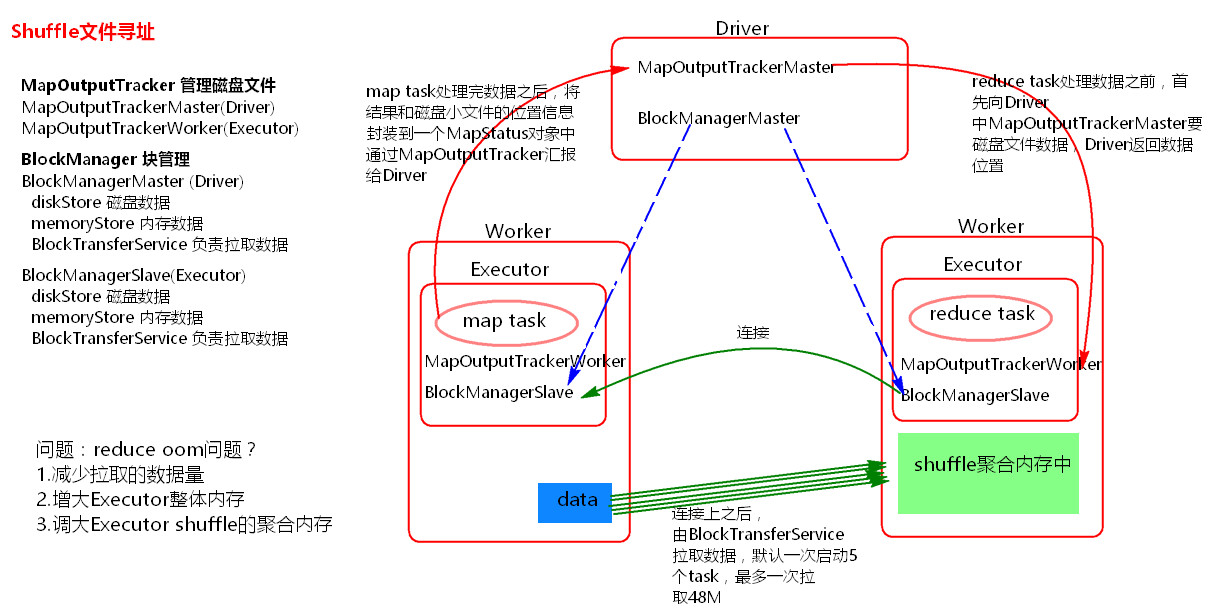 Shuffle文件寻址
MapOutputTracker 管理磁盘文件
MapOutputTrackerMaster(Driver)
MapOutputTrackerWorker(Executor)
BlockManager 块管理
BlockManagerMaster (Driver)
diskStore 磁盘数据
memoryStore 内存数据
BlockTransferService 负责拉取数据
BlockManagerSlave(Executor)
diskStore 磁盘数据
memoryStore 内存数据
BlockTransferService 负责拉取数据
问题：reduce oom问题？
1.减少拉取的数据量
2.增大Executor整体内存
3.调大Executor shuffle的聚合内存
map task处理完数据之后，将
结果和磁盘小文件的位置信息
封装到一个MapStatus对象中
通过MapOutputTracker汇报
给Dirver
Driver
MapOutputTrackerMaster
BlockManagerMaster
reduce task处理数据之前，首
先向Driver
中MapOutputTrackerMaster要
磁盘文件数据，Driver返回数据
位置
Worker
Executor
map task
MapOutputTrackerWorker
BlockManagerSlave
data
连接
Worker
Executor
reduce task
MapOutputTrackerWorker
BlockManagerSlave
shuffle聚合内存中
连接上之后，
由BlockTransferService
拉取数据，默认一次启动5
个task，最多一次拉
取48M